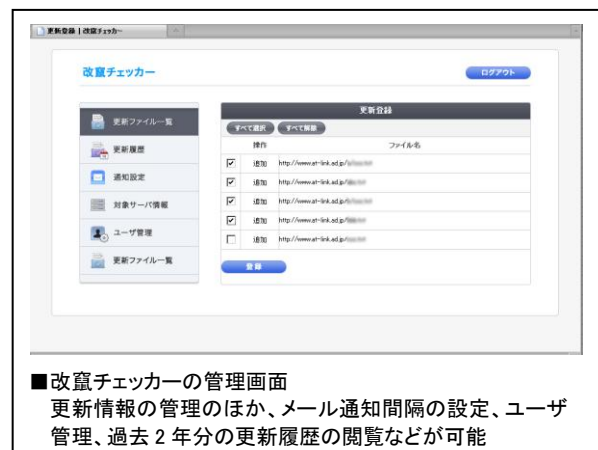 更新登録 | 改竄チェッカー
改竄チェッカー
ログアウト
更新ファイル一覧
更新履歴
通知設定
対象サーバ情報
ユーザ管理
更新ファイル一覧
更新登録
すべて選択 すべて解除
操作 ファイル名
追加 http://www.at-link.ad.jp/
追加 http://www.at-link.ad.jp/
追加 http://www.at-link.ad.jp/
追加 http://www.at-link.ad.jp/
追加 http://www.at-link.ad.jp/
登録
■改竄チェッカーの管理画面
更新情報の管理のほか、メール通知間隔の設定、ユーザ
管理、過去 2 年分の更新履歴の閲覧などが可能